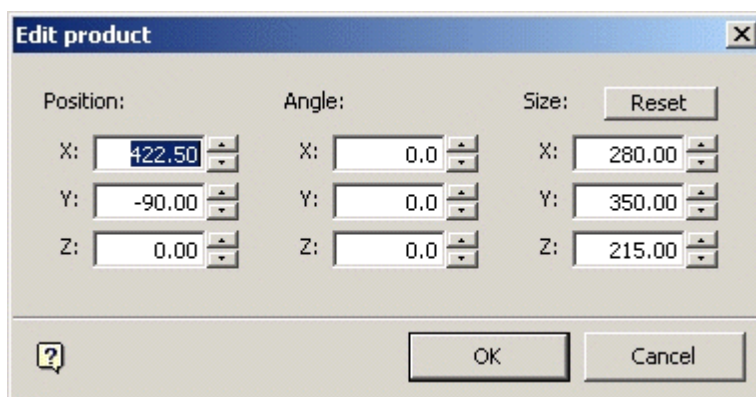 Edit product
Position: Angle: Size: Reset
X: 422.50 X: 0.0 X: 280.00
Y: -90.00 Y: 0.0 Y: 350.00
Z: 0.00 Z: 0.0 Z: 215.00
? OK Cancel